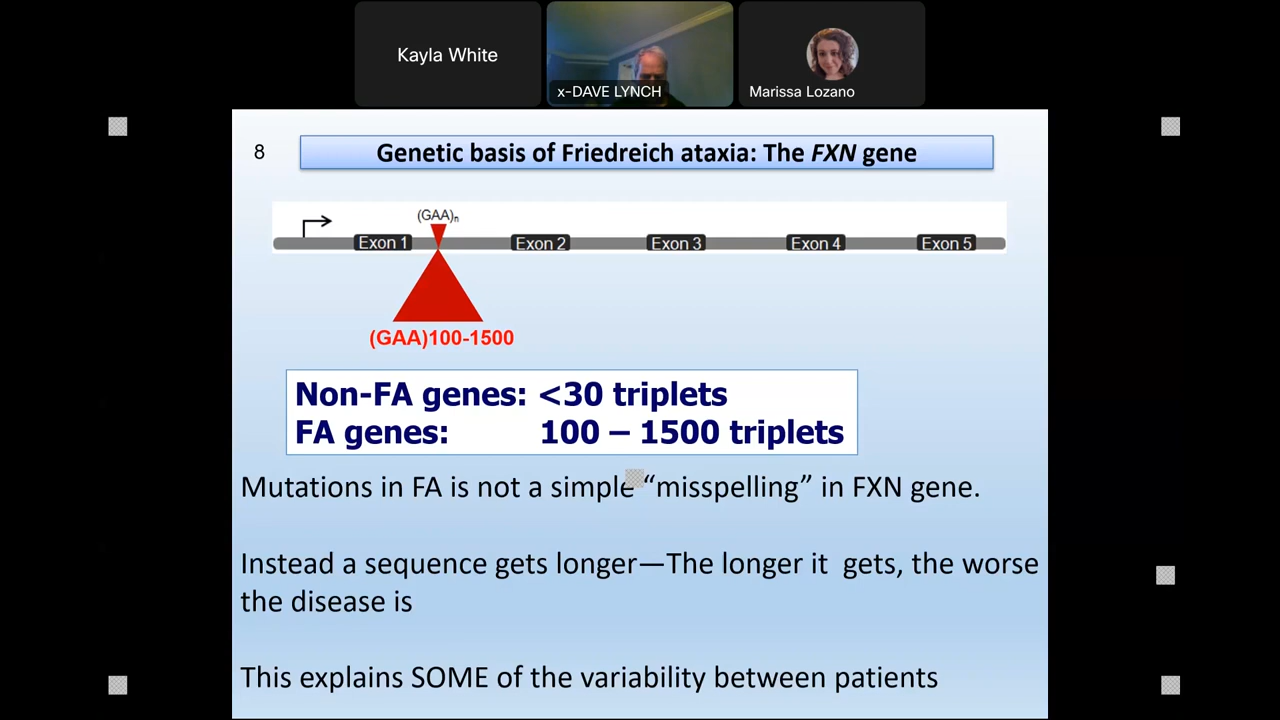 Kayla White
x-DAVE LYNCH
Marissa Lozano
8
Genetic basis of Friedreich ataxia: The FXN gene
(GAA)n
Exon 1 Exon 2 Exon 3 Exon 4 Exon 5
(GAA)100-1500
Non-FA genes: <30 triplets
FA genes: 100 – 1500 triplets
Mutations in FA is not a simple “misspelling” in FXN gene.
Instead a sequence gets longer—The longer it gets, the worse
the disease is
This explains SOME of the variability between patients